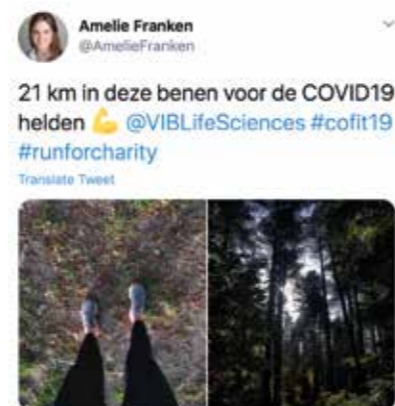 Amelie Franken
@AmelieFranken
21 km in deze benen voor de COVID19
helden 💪 @VIBLifeSciences #cofit19
#runforcharity
Translate Tweet